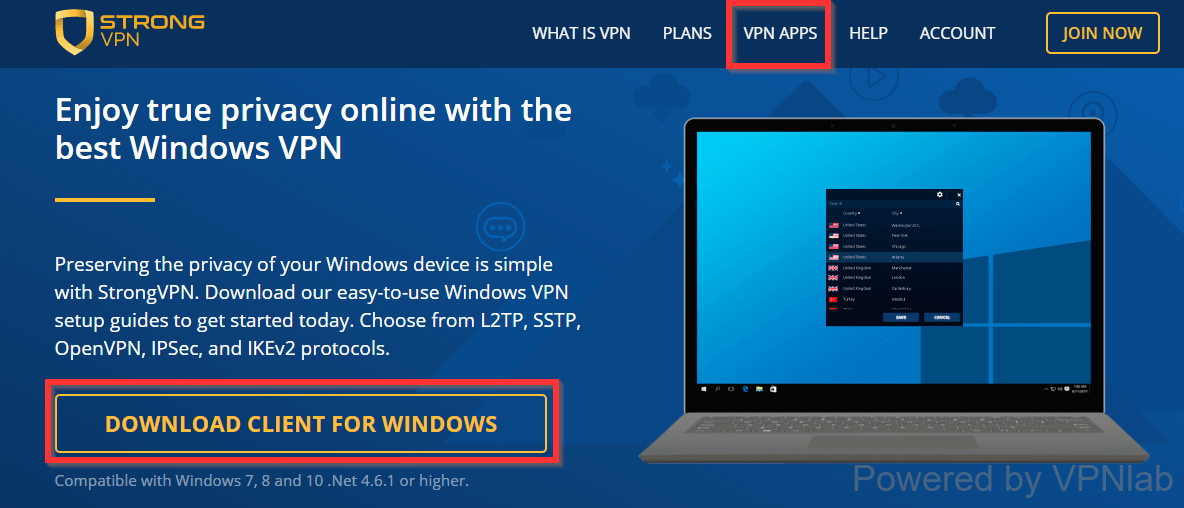 STRONG
VPN
WHAT IS VPN
PLANS
VPN APPS
HELP
ACCOUNT
JOIN NOW
Enjoy true privacy online with the
best Windows VPN
Preserving the privacy of your Windows device is simple
with StrongVPN. Download our easy-to-use Windows VPN
setup guides to get started today. Choose from L2TP, SSTP,
OpenVPN, IPSec, and IKEv2 protocols.
DOWNLOAD CLIENT FOR WINDOWS
Compatible with Windows 7, 8 and 10 .Net 4.6.1 or higher.
Search
Country City
United States Washington D.C.
United States New York
United States Chicago
United States Atlanta
United Kingdom Manchester
United Kingdom London
United Kingdom Canterbury
Turkey Istanbul
SAVE CANCEL
Powered by VPNlab